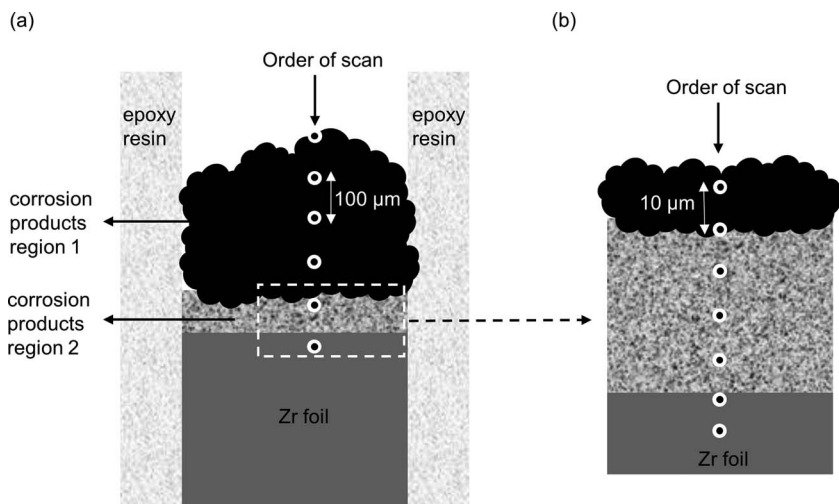 (a)
Order of scan
epoxy
resin
epoxy
resin
100 µm
corrosion
products
region 1
corrosion
products
region 2
Zr foil
(b)
Order of scan
10 µm
Zr foil